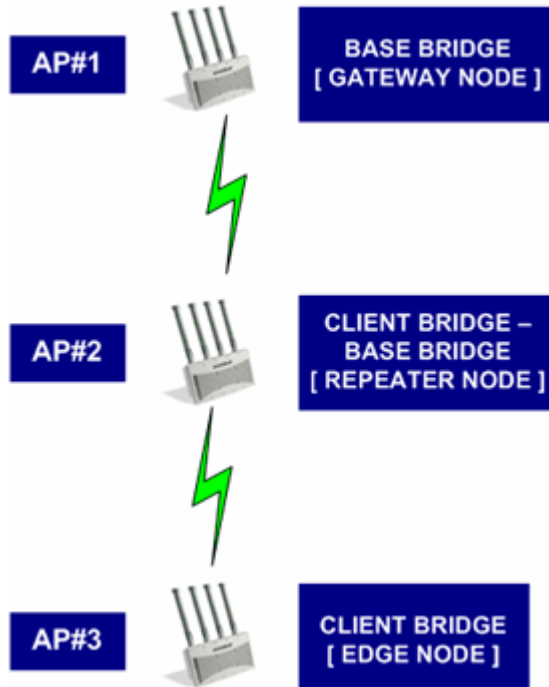 AP#1
BASE BRIDGE
[ GATEWAY NODE ]
AP#2
CLIENT BRIDGE –
BASE BRIDGE
[ REPEATER NODE ]
AP#3
CLIENT BRIDGE
[ EDGE NODE ]